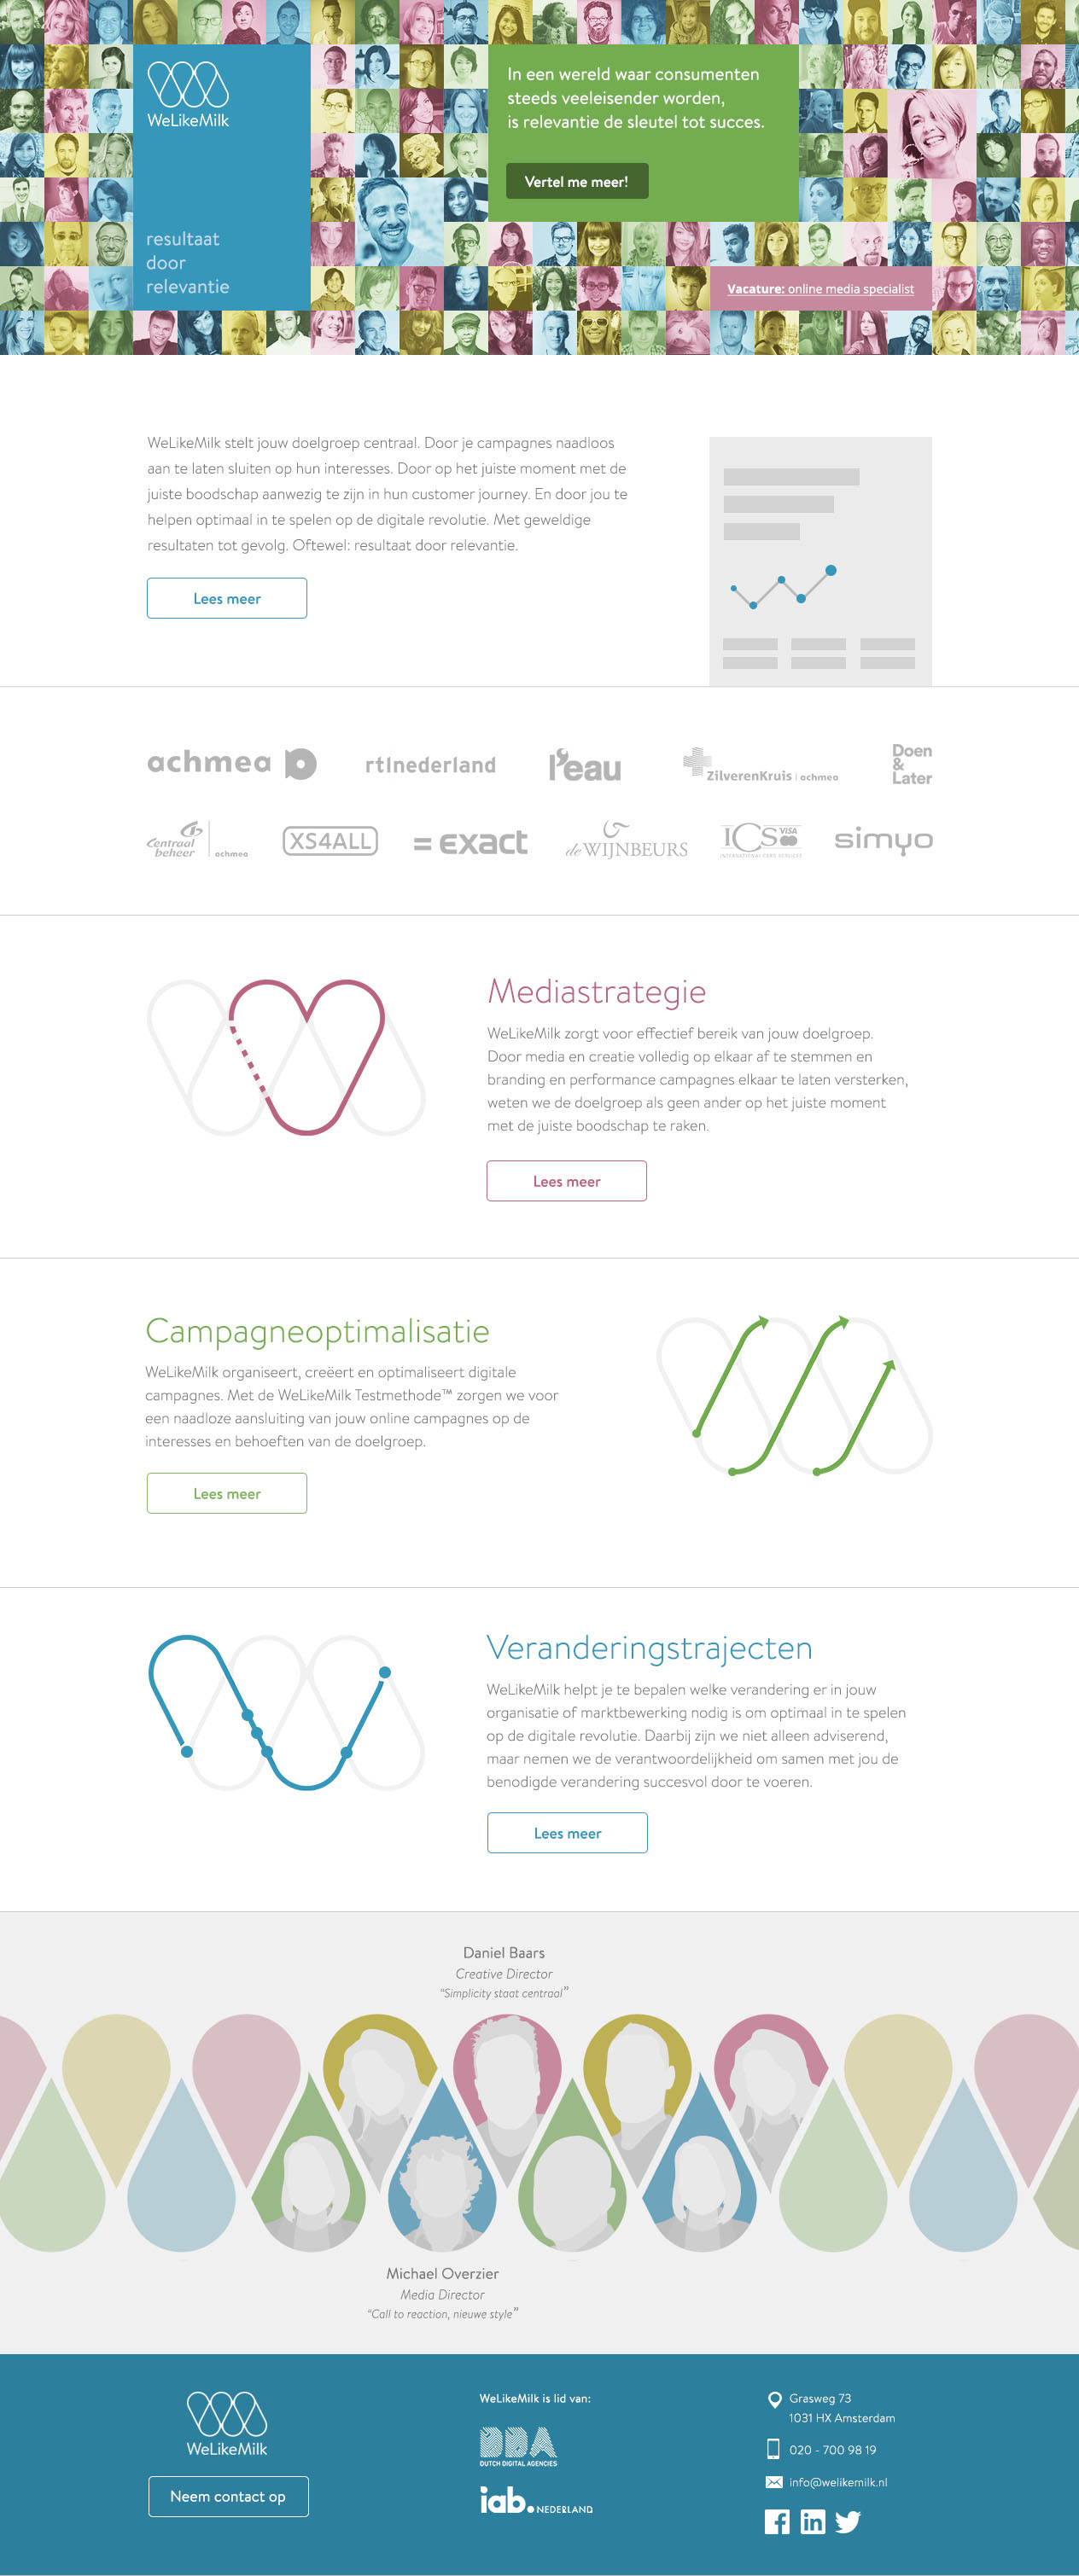 WeLikeMilk
resultaat
door
relevantie
In een wereld waar consumenten
steeds veeleisender worden,
is relevantie de sleutel tot succes.
Vertel me meer!
Vacature: online media specialist
WeLikeMilk stelt jouw doelgroep centraal. Door je campagnes naadloos
aan te laten sluiten op hun interesses. Door op het juiste moment met de
juiste boodschap aanwezig te zijn in hun customer journey. En door jou te
helpen optimaal in te spelen op de digitale revolutie. Met geweldige
resultaten tot gevolg. Oftewel: resultaat door relevantie.
Lees meer
achmea
rtlnederland
l'eau
ZilverenKruis | achmea
Doen
&
Later
Centraal
beheer
achmea
XS4ALL
= exact
de WIJNBEURS
ICS VISA
simyo
Mediastrategie
WeLikeMilk zorgt voor effectief bereik van jouw doelgroep.
Door media en creatie volledig op elkaar af te stemmen en
branding en performance campagnes elkaar te laten versterken,
weten we de doelgroep als geen ander op het juiste moment
met de juiste boodschap te raken.
Lees meer
Campagneoptimalisatie
WeLikeMilk organiseert, creëert en optimaliseert digitale
campagnes. Met de WeLikeMilk Testmethode™ zorgen we voor
een naadloze aansluiting van jouw online campagnes op de
interesses en behoeften van de doelgroep.
Lees meer
Veranderingstrajecten
WeLikeMilk helpt je te bepalen welke verandering er in jouw
organisatie of marktbewerking nodig is om optimaal in te spelen
op de digitale revolutie. Daarbij zijn we niet alleen adviserend,
maar nemen we de verantwoordelijkheid om samen met jou de
benodigde verandering succesvol door te voeren.
Lees meer
Daniel Baars
Creative Director
“Simplicity staat centraal”
Michael Overzier
Media Director
“Call to reaction, nieuwe style”
WeLikeMilk
Neem contact op
WeLikeMilk is lid van:
DDA
DUTCH DIGITAL AGENCIES
iab. NEDERLAND
Grasweg 73
1031 HX Amsterdam
020 - 700 98 19
info@welikemilk.nl